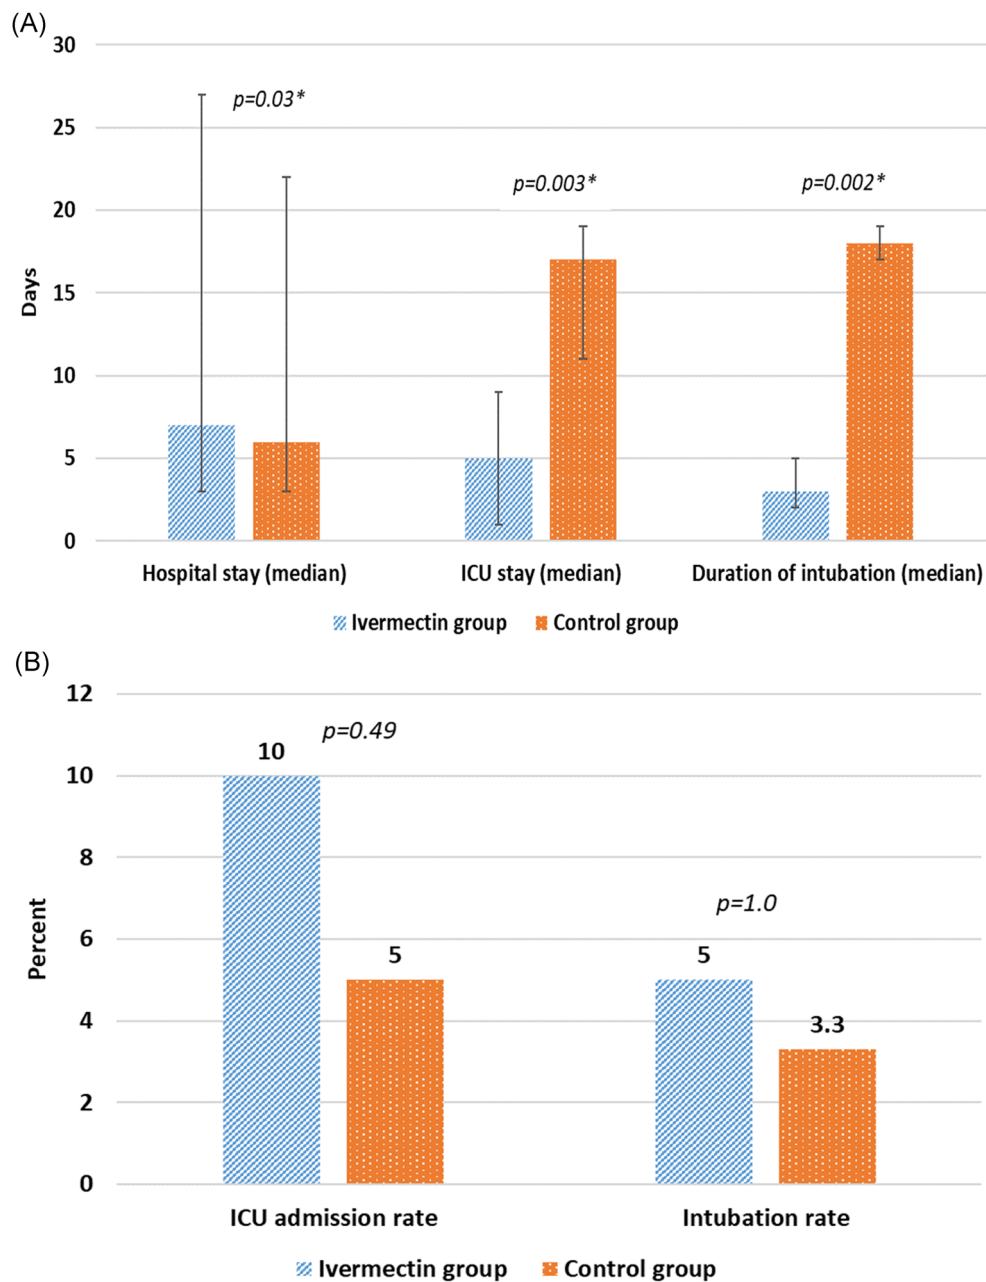 (A)
30
p=0.03*
25
p=0.003*
p=0.002*
20
Days
15
10
5
0
Hospital stay (median)
ICU stay (median)
Duration of intubation (median)
Ivermectin group
Control group
(B)
12
p=0.49
10
10
8
p=1.0
Percent
6
5
5
4
3.3
2
0
ICU admission rate
Intubation rate
Ivermectin group
Control group